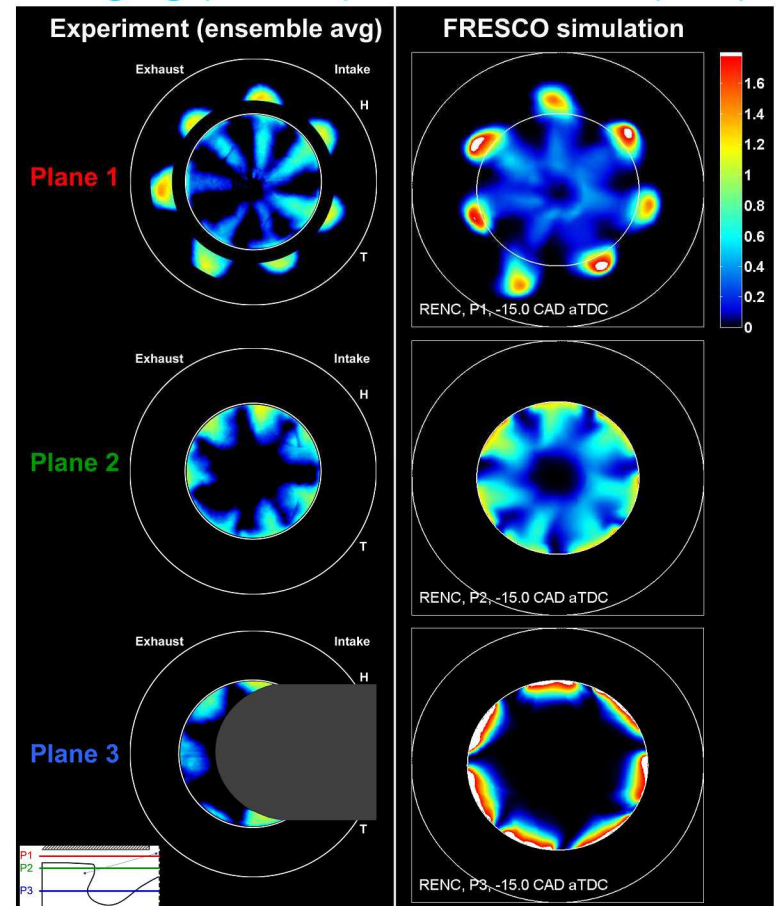 Experiment (ensemble avg)
FRESCO simulation
Exhaust
Intake
H
T
Plane 1
1.6
1.4
1.2
1
0.8
0.6
0.4
0.2
0
RENC, P1, -15.0 CAD aTDC
Exhaust
Intake
H
T
Plane 2
RENC, P2, -15.0 CAD aTDC
Exhaust
Intake
H
T
Plane 3
P1
P2
P3
RENC, P3, -15.0 CAD aTDC